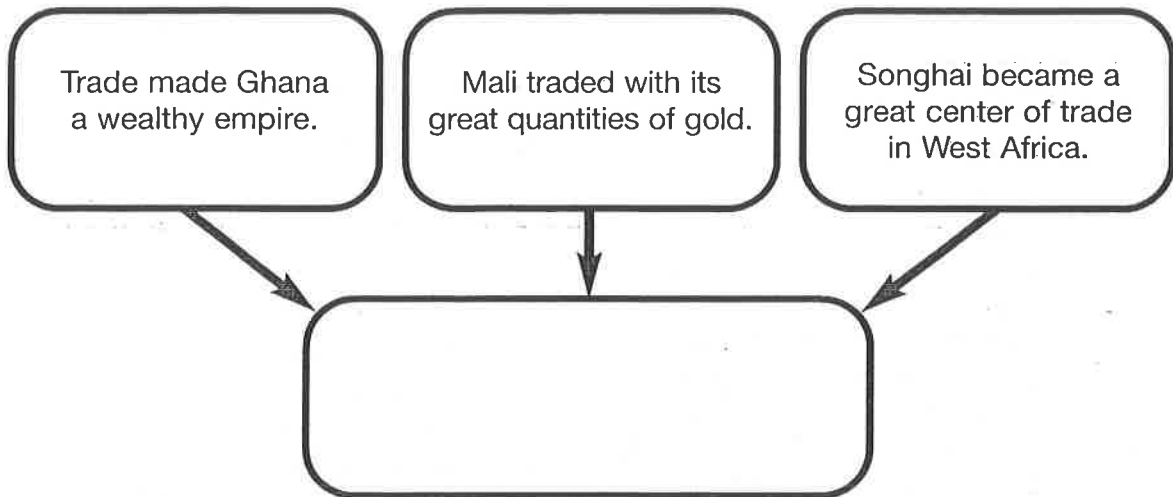 Trade made Ghana
a wealthy empire.
Mali traded with its
great quantities of gold.
Songhai became a
great center of trade
in West Africa.